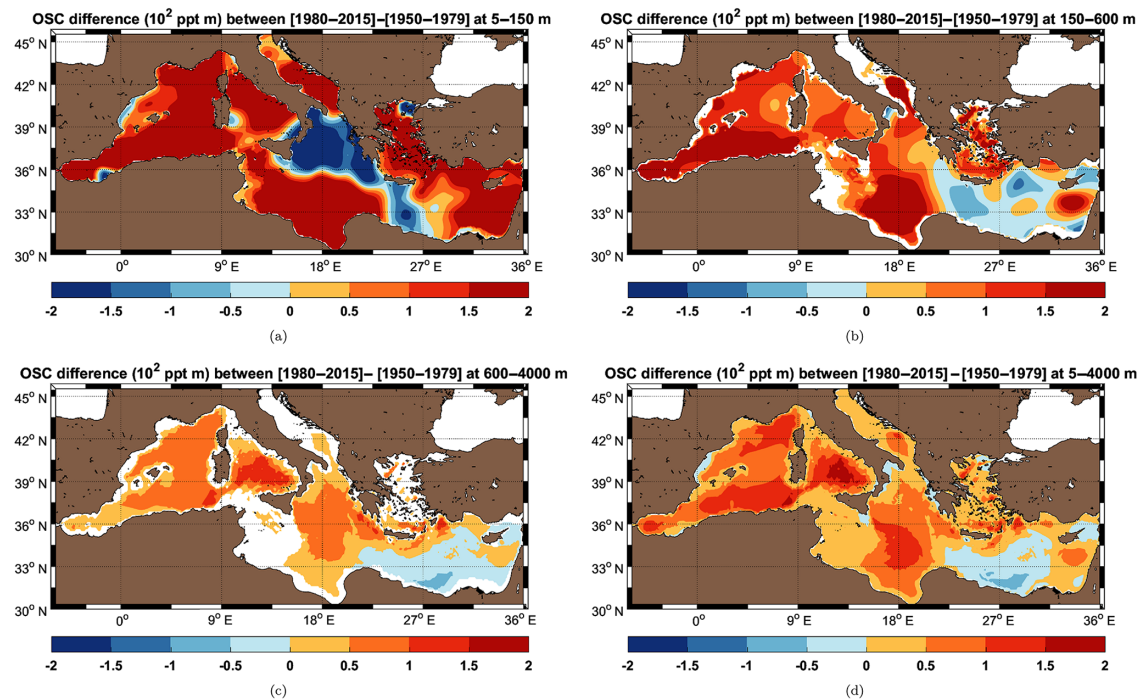 OSC difference (10² ppt m) between [1980–2015]–[1950–1979] at 5–150 m
45° N
42° N
39° N
36° N
33° N
30° N
0° 9° E 18° E 27° E 36° E
-2 -1.5 -1 -0.5 0 0.5 1 1.5 2
(a)
OSC difference (10² ppt m) between [1980–2015]–[1950–1979] at 150–600 m
45° N
42° N
39° N
36° N
33° N
30° N
0° 9° E 18° E 27° E 36° E
-2 -1.5 -1 -0.5 0 0.5 1 1.5 2
(b)
OSC difference (10² ppt m) between [1980–2015]– [1950–1979] at 600–4000 m
45° N
42° N
39° N
36° N
33° N
30° N
0° 9° E 18° E 27° E 36° E
-2 -1.5 -1 -0.5 0 0.5 1 1.5 2
(c)
OSC difference (10² ppt m) between [1980–2015]–[1950–1979] at 5–4000 m
45° N
42° N
39° N
36° N
33° N
30° N
0° 9° E 18° E 27° E 36° E
-2 -1.5 -1 -0.5 0 0.5 1 1.5 2
(d)